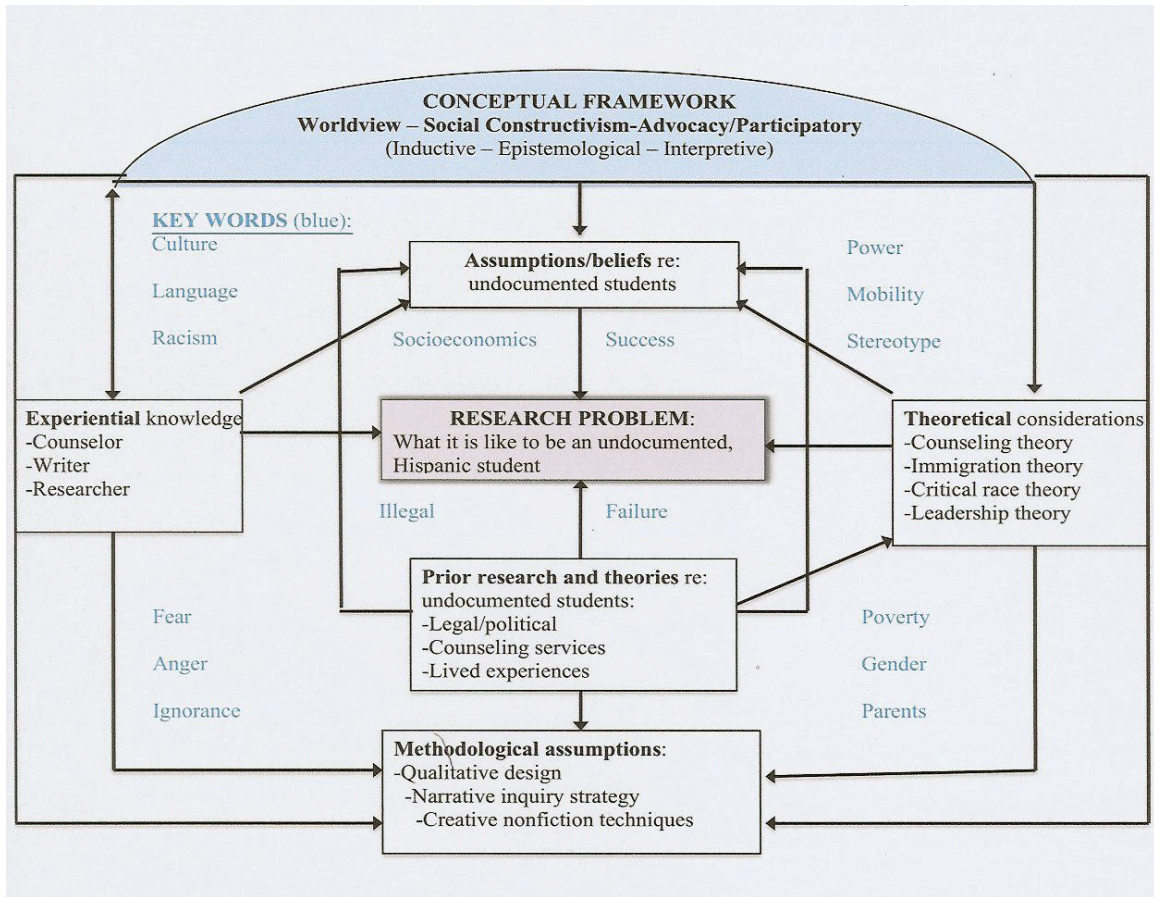 CONCEPTUAL FRAMEWORK
Worldview – Social Constructivism-Advocacy/Participatory
(Inductive – Epistemological – Interpretive)
KEY WORDS (blue):
Culture
Language
Racism
Assumptions/beliefs re:
undocumented students
Power
Mobility
Stereotype
Socioeconomics
Success
Experiential knowledge
-Counselor
-Writer
-Researcher
RESEARCH PROBLEM:
What it is like to be an undocumented,
Hispanic student
Theoretical considerations
-Counseling theory
-Immigration theory
-Critical race theory
-Leadership theory
Illegal
Failure
Prior research and theories re:
undocumented students:
-Legal/political
-Counseling services
-Lived experiences
Fear
Anger
Ignorance
Poverty
Gender
Parents
Methodological assumptions:
-Qualitative design
-Narrative inquiry strategy
-Creative nonfiction techniques